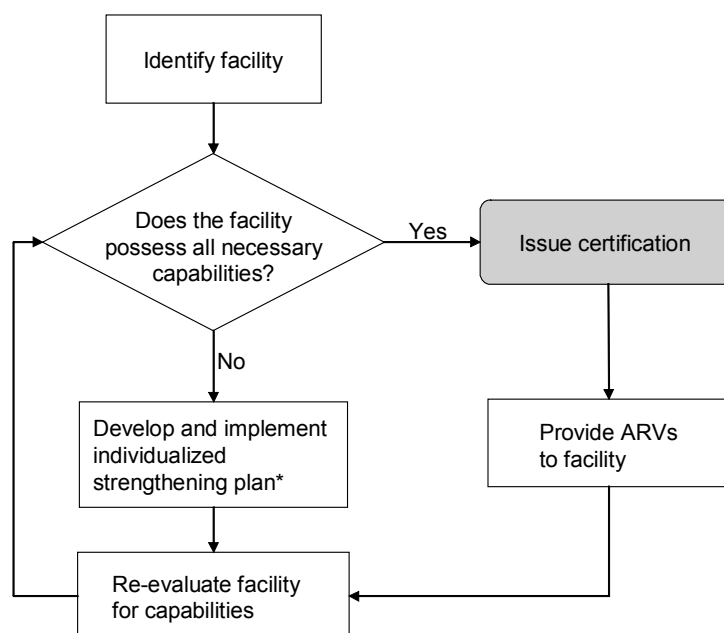 Identify facility
Does the facility
possess all necessary
capabilities?
Yes
Issue certification
No
Develop and implement
individualized
strengthening plan*
Provide ARVs
to facility
Re-evaluate facility
for capabilities